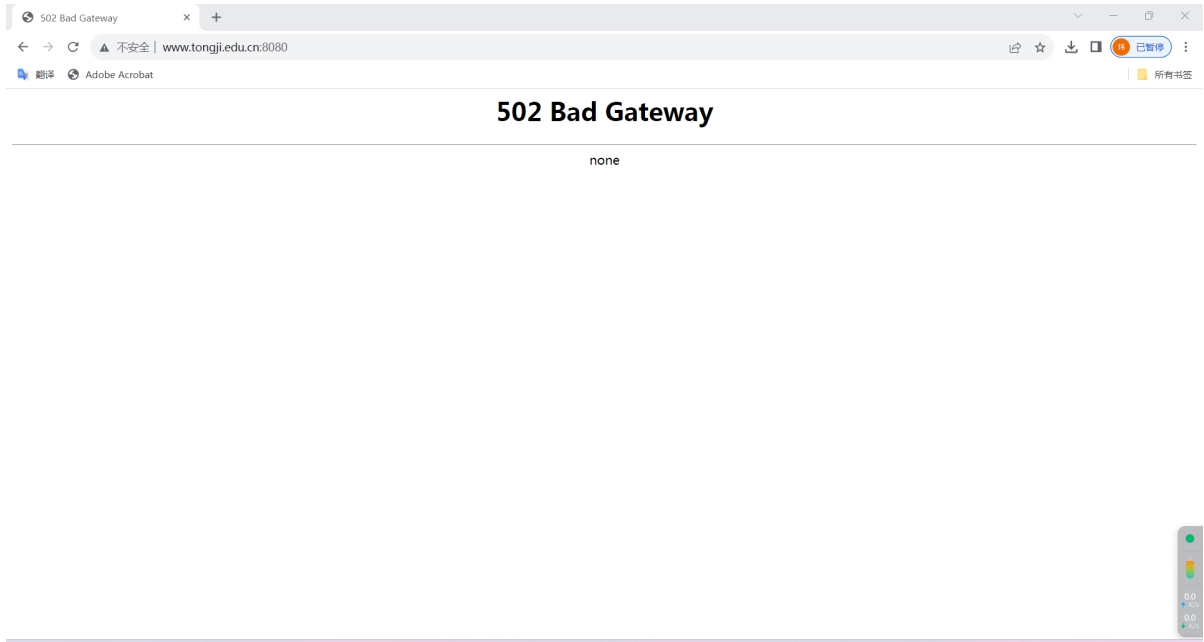 502 Bad Gateway
不安全 | www.tongji.edu.cn:8080
玮 已暂停
翻译 Adobe Acrobat 所有书签
502 Bad Gateway
none
0.0
K/s
0.0
K/s